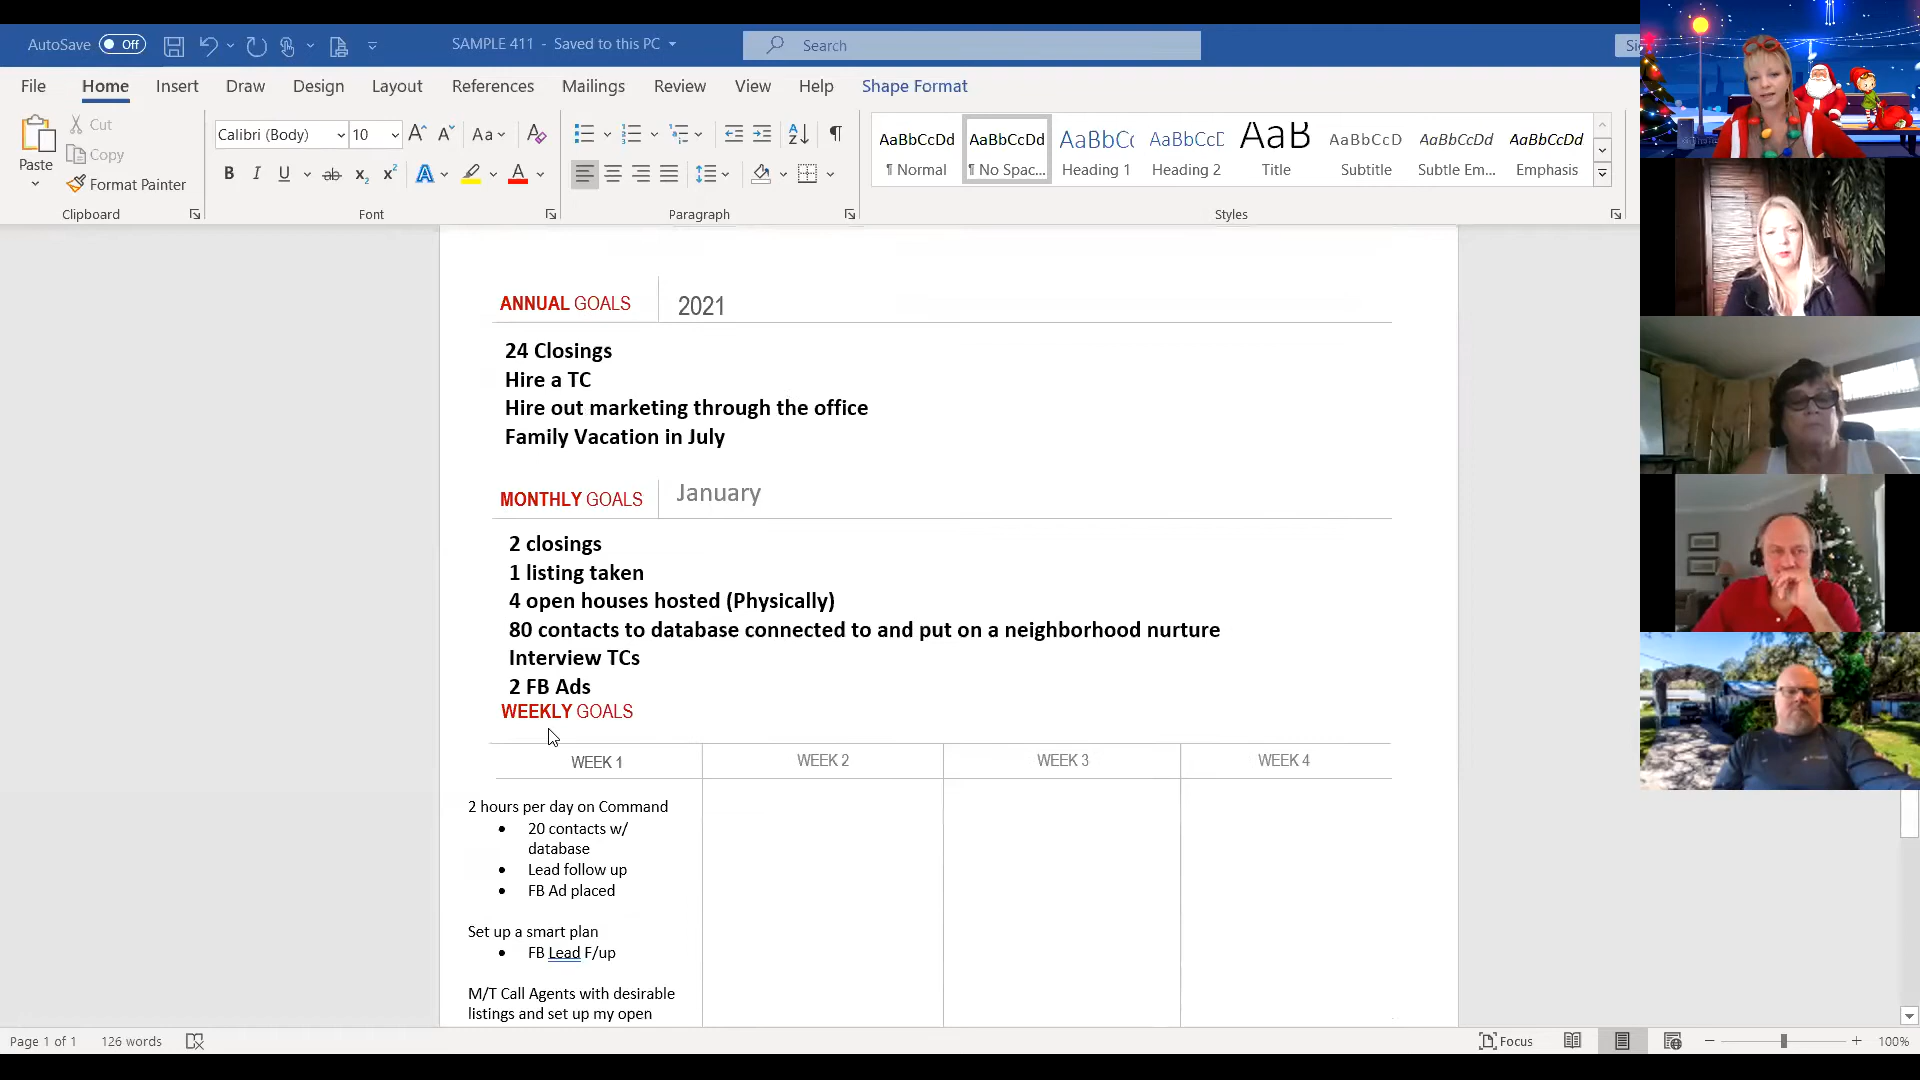 AutoSave Off SAMPLE 411 - Saved to this PC Search
File Home Insert Draw Design Layout References Mailings Review View Help Shape Format
Paste
Cut
Copy
Format Painter
Clipboard
Calibri (Body) 10
Font
Paragraph
AaBbCcDd AaBbCcDd AaBbCc AaBbCcD AaB AaBbCcD AaBbCcDd AaBbCcDd
¶ Normal ¶ No Spac... Heading 1 Heading 2 Title Subtitle Subtle Em... Emphasis
Styles
ANNUAL GOALS 2021
24 Closings
Hire a TC
Hire out marketing through the office
Family Vacation in July
MONTHLY GOALS January
2 closings
1 listing taken
4 open houses hosted (Physically)
80 contacts to database connected to and put on a neighborhood nurture
Interview TCs
2 FB Ads
WEEKLY GOALS
WEEK 1 WEEK 2 WEEK 3 WEEK 4
2 hours per day on Command
• 20 contacts w/
database
• Lead follow up
• FB Ad placed
Set up a smart plan
• FB Lead F/up
M/T Call Agents with desirable
listings and set up my open
Page 1 of 1 126 words Focus 100%